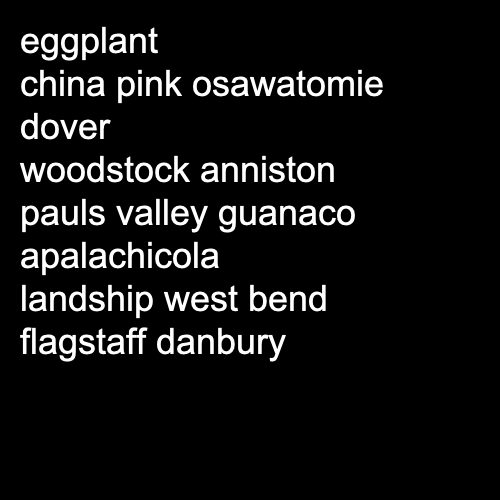 eggplant
china pink osawatomie
dover
woodstock anniston
pauls valley guanaco
apalachicola
landship west bend
flagstaff danbury